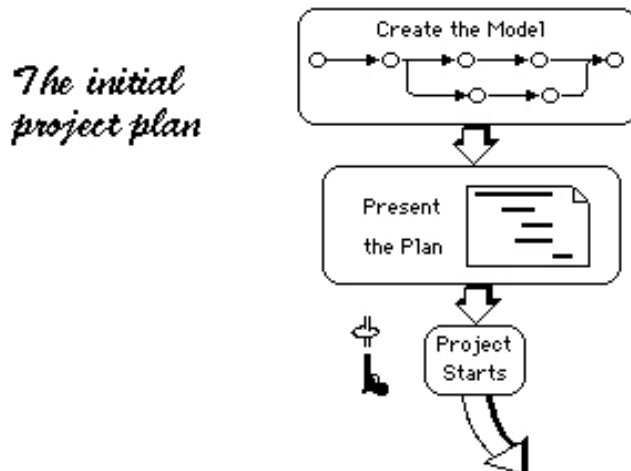 The initial
project plan
Create the Model
Present
the Plan
Project
Starts